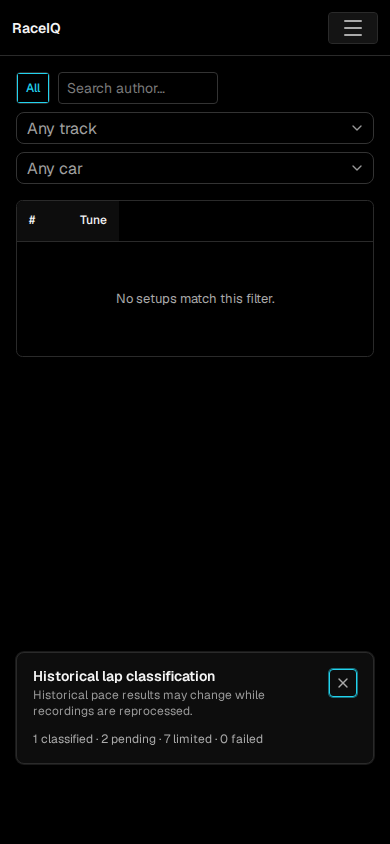 RaceIQ
All
Search author...
Any track
Any car
# Tune
No setups match this filter.
Historical lap classification
Historical pace results may change while
recordings are reprocessed.
1 classified · 2 pending · 7 limited · 0 failed